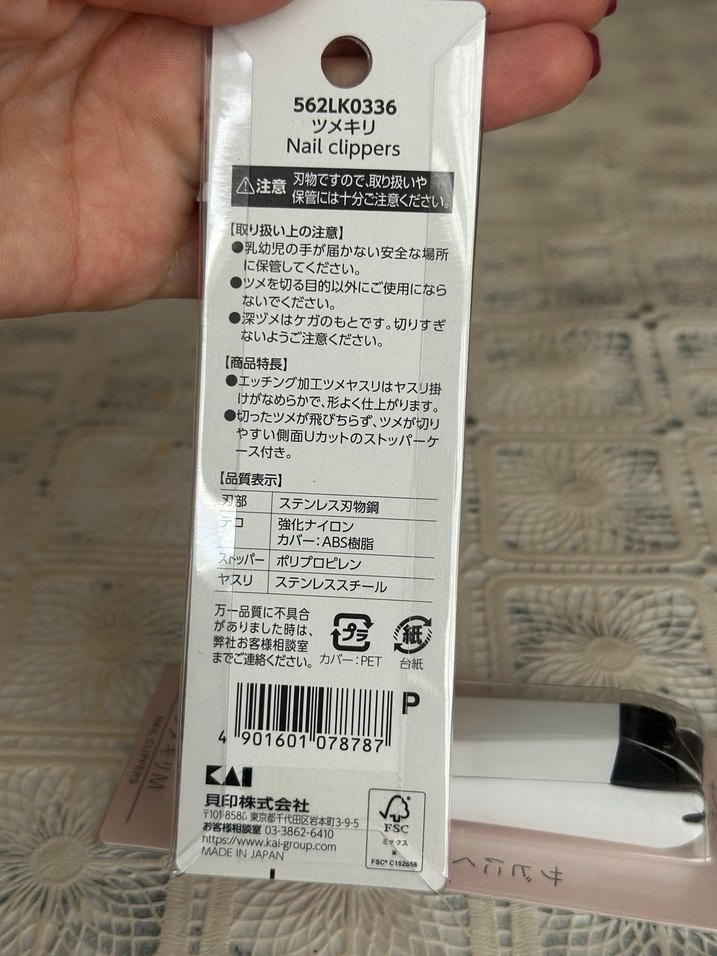 562LK0336
ツメキリ
Nail clippers
注意 刃物ですので、取り扱いや
保管には十分ご注意ください。
【取り扱い上の注意】
●乳幼児の手が届かない安全な場所
に保管してください。
●ツメを切る目的以外にご使用になら
ないでください。
●深ヅメはケガのもとです。切りすぎ
ないようご注意ください。
【商品特長】
●エッチング加工ツメヤスリはヤスリ掛
けがなめらかで、形よく仕上がります。
●切ったツメが飛びちらず、ツメが切り
やすい側面Uカットのストッパーケ
ース付き。
【品質表示】
刃部 ステンレス刃物鋼
テコ 強化ナイロン
カバー：ABS樹脂
ストッパー ポリプロピレン
ヤスリ ステンレススチール
万一品質に不具合
がありました時は、
弊社お客様相談室
までご連絡ください。
プラ
カバー：PET
紙
台紙
P
4 901601 078787
KAI
貝印株式会社
〒101-8586 東京都千代田区岩本町3-9-5
お客様相談室 03-3862-6410
https://www.kai-group.com/
MADE IN JAPAN
FSC
ミックス
紙
FSC® C152658
ツメキリM
NAIL CLIPPERS